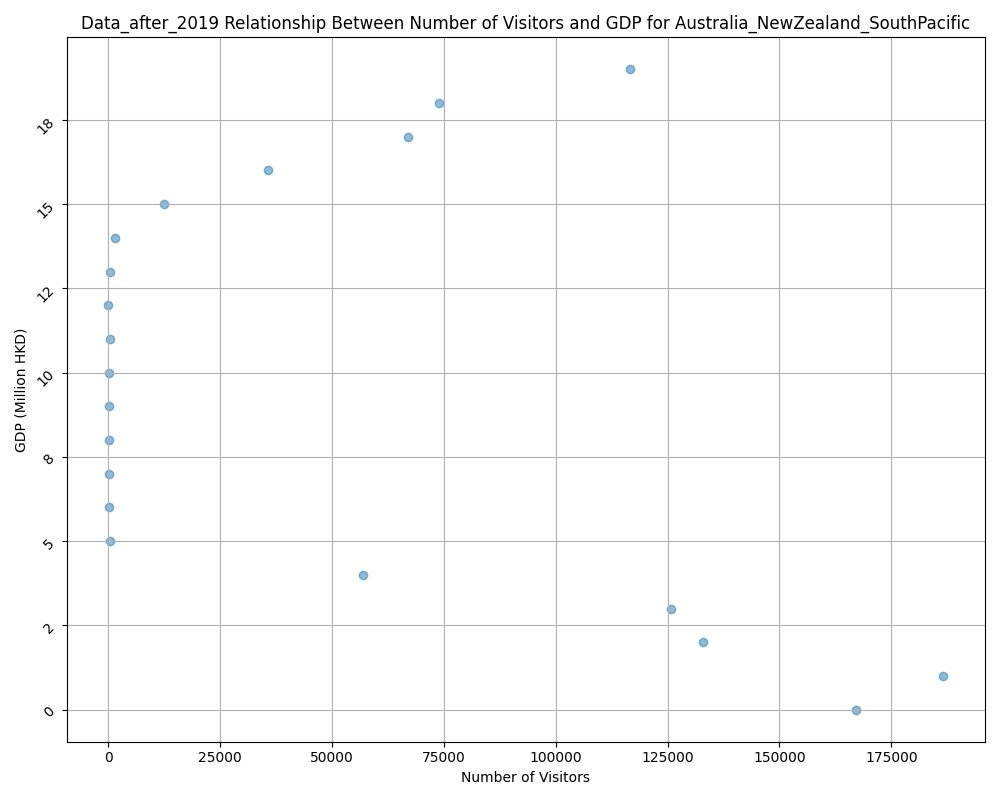 Data_after_2019 Relationship Between Number of Visitors and GDP for Australia_NewZealand_SouthPacific
GDP (Million HKD)
18
15
12
10
8
5
2
0
0 25000 50000 75000 100000 125000 150000 175000
Number of Visitors